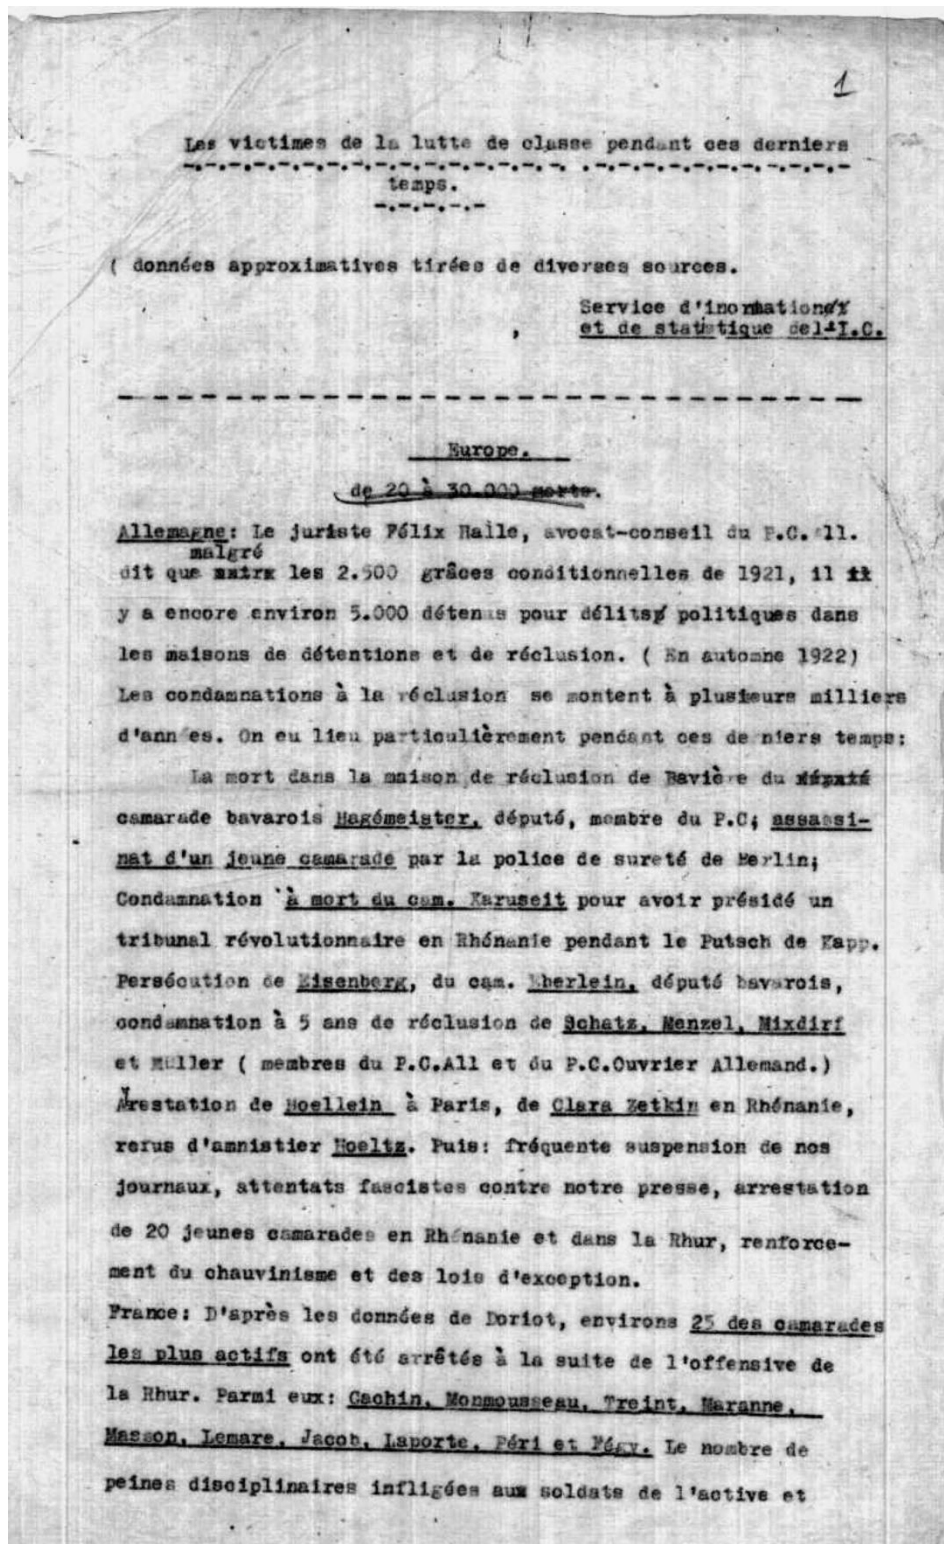 1
Les victimes de la lutte de classe pendant ces derniers
temps.
( données approximatives tirées de diverses sources.
Service d'inormations
et de statistique del'I.C.
Europe.
de 20 à 30.000 morts.
Allemagne: Le juriste Félix Halle, avocat-conseil du P.C. All.
malgré
dit que les 2.500 grâces conditionnelles de 1921, il
y a encore environ 5.000 détenus pour délits politiques dans
les maisons de détentions et de réclusion. ( En automne 1922)
Les condamnations à la réclusion se montent à plusieurs milliers
d'années. On eu lieu particulièrement pendant ces derniers temps:
La mort dans la maison de réclusion de Bavière du député
camarade bavarois Hagémeister, député, membre du P.C; assassi-
nat d'un jeune camarade par la police de sureté de Berlin;
Condamnation à mort du cam. Karuseit pour avoir présidé un
tribunal révolutionnaire en Rhénanie pendant le Putsch de Kapp.
Persécution de Eisenberg, du cam. Eberlein, député bavarois,
condamnation à 5 ans de réclusion de Schatz, Menzel, Mixdirf
et Muller ( membres du P.C.All et du P.C.Ouvrier Allemand.)
Arestation de Hoellein à Paris, de Clara Zetkin en Rhénanie,
rerus d'amnistier Hoeltz. Puis: fréquente suspension de nos
journaux, attentats fascistes contre notre presse, arrestation
de 20 jeunes camarades en Rhénanie et dans la Rhur, renforce-
ment du chauvinisme et des lois d'exception.
France: D'après les données de Doriot, environs 25 des camarades
les plus actifs ont été arrêtés à la suite de l'offensive de
la Rhur. Parmi eux: Cachin, Monmousseau, Treint, Maranne,
Masson, Lemare, Jacob, Laporte, Péri et Pégy. Le nombre de
peines disciplinaires infligées aux soldats de l'active et